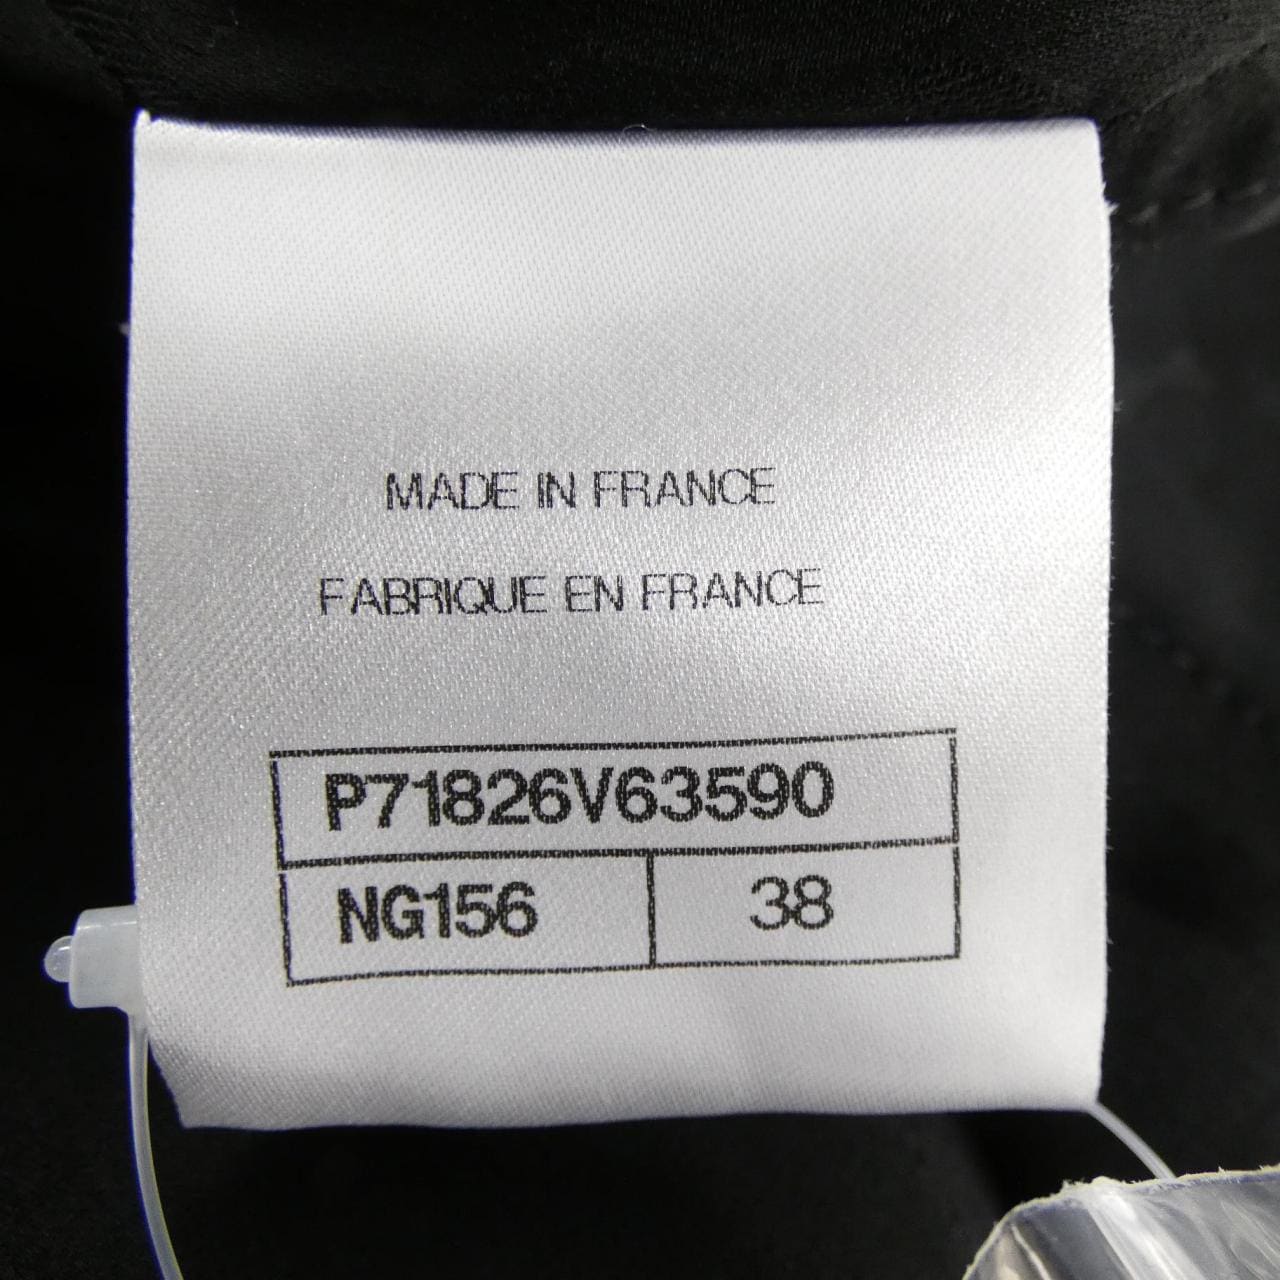 MADE IN FRANCE
FABRIQUE EN FRANCE
P71826V63590
NG156 38